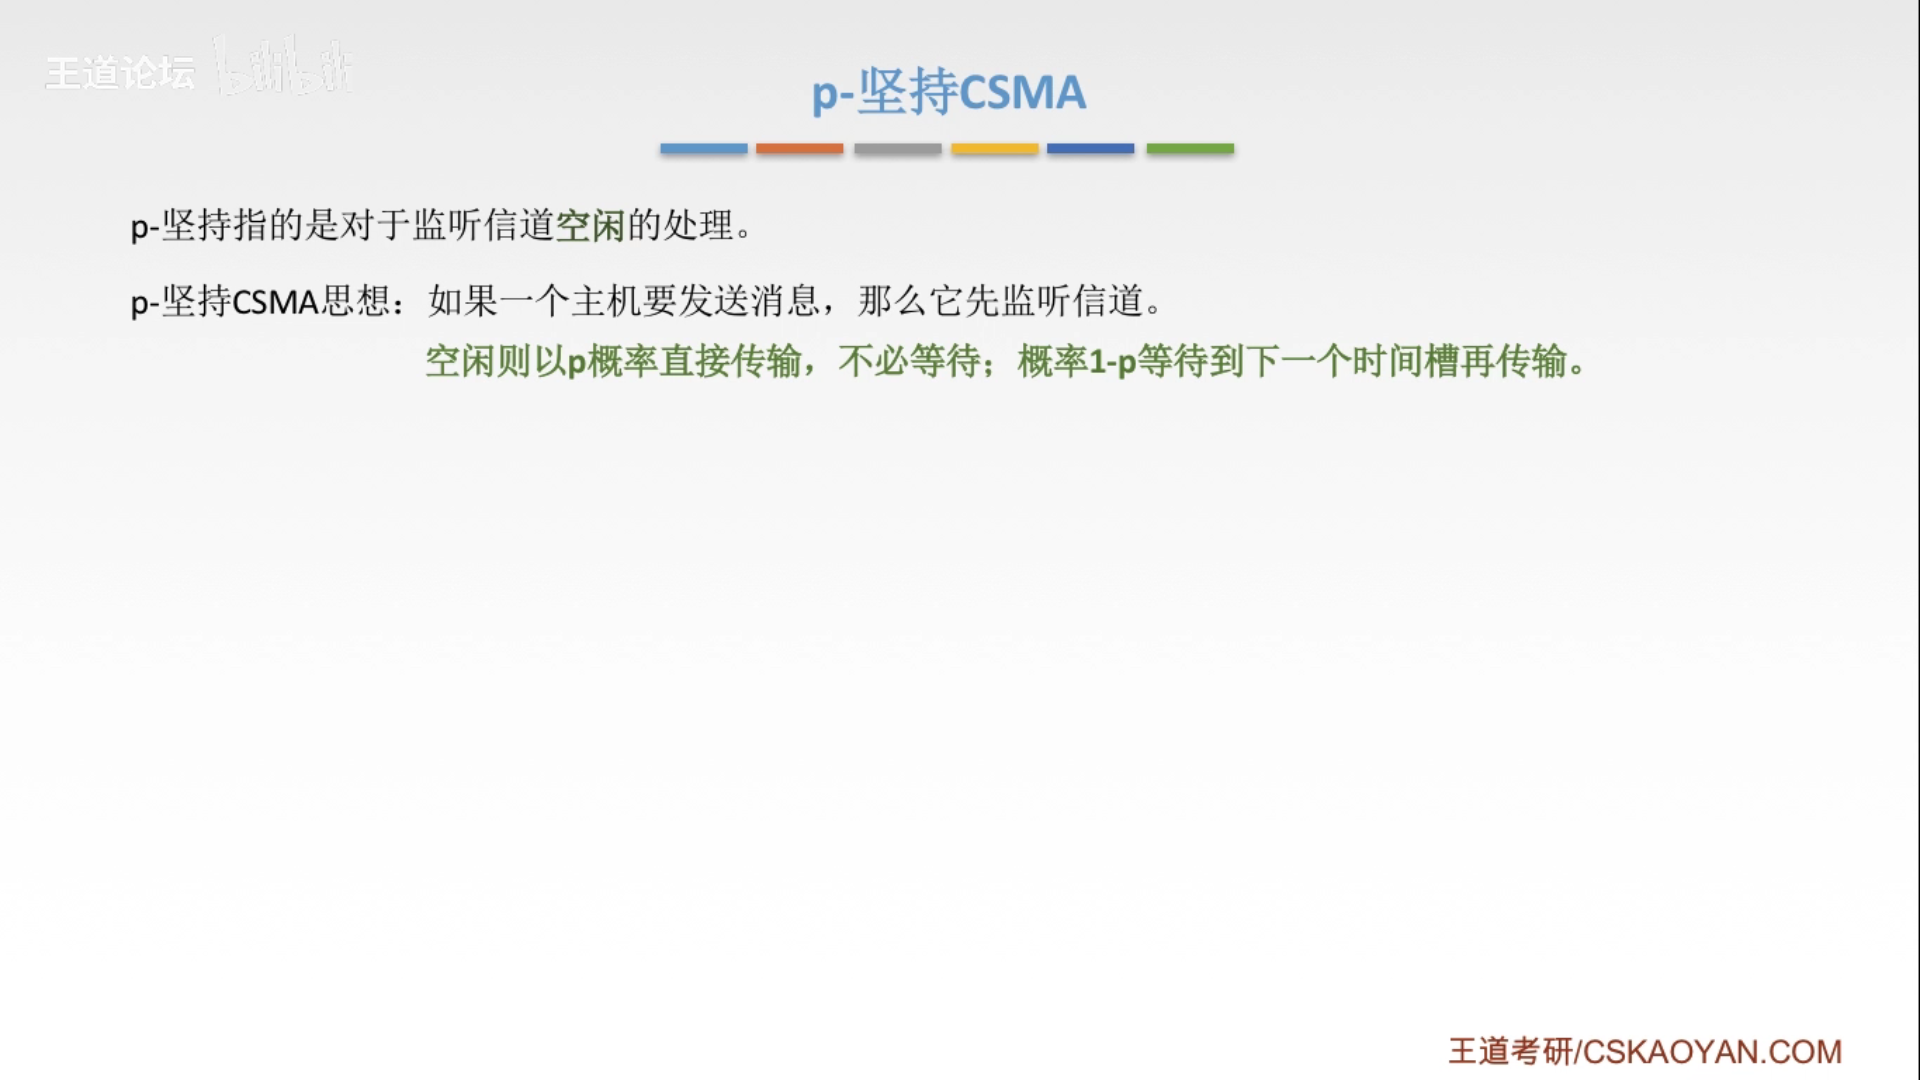 王道论坛 bilibili
p-坚持CSMA
p-坚持指的是对于监听信道空闲的处理。
p-坚持CSMA思想：如果一个主机要发送消息，那么它先监听信道。
空闲则以p概率直接传输，不必等待；概率1-p等待到下一个时间槽再传输。
王道考研/CSKAOYAN.COM